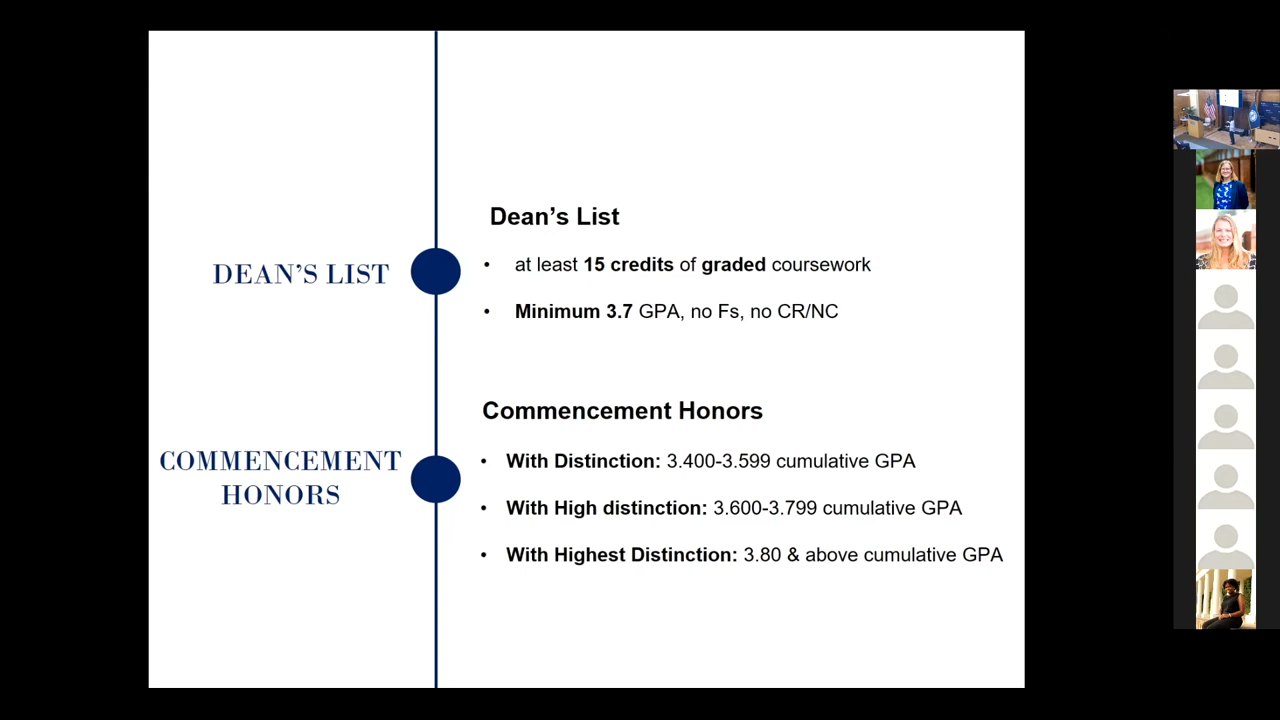 DEAN’S LIST
Dean’s List
• at least 15 credits of graded coursework
• Minimum 3.7 GPA, no Fs, no CR/NC
COMMENCEMENT
HONORS
Commencement Honors
• With Distinction: 3.400-3.599 cumulative GPA
• With High distinction: 3.600-3.799 cumulative GPA
• With Highest Distinction: 3.80 & above cumulative GPA